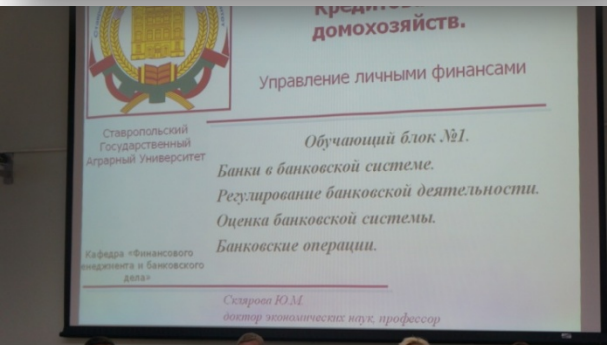 домохозяйств.
Управление личными финансами
Ставропольский
Государственный
Аграрный Университет
Обучающий блок №1.
Банки в банковской системе.
Регулирование банковской деятельности.
Оценка банковской системы.
Банковские операции.
Кафедра «Финансового
менеджмента и банковского
дела»
Склярова Ю.М.
доктор экономических наук, профессор